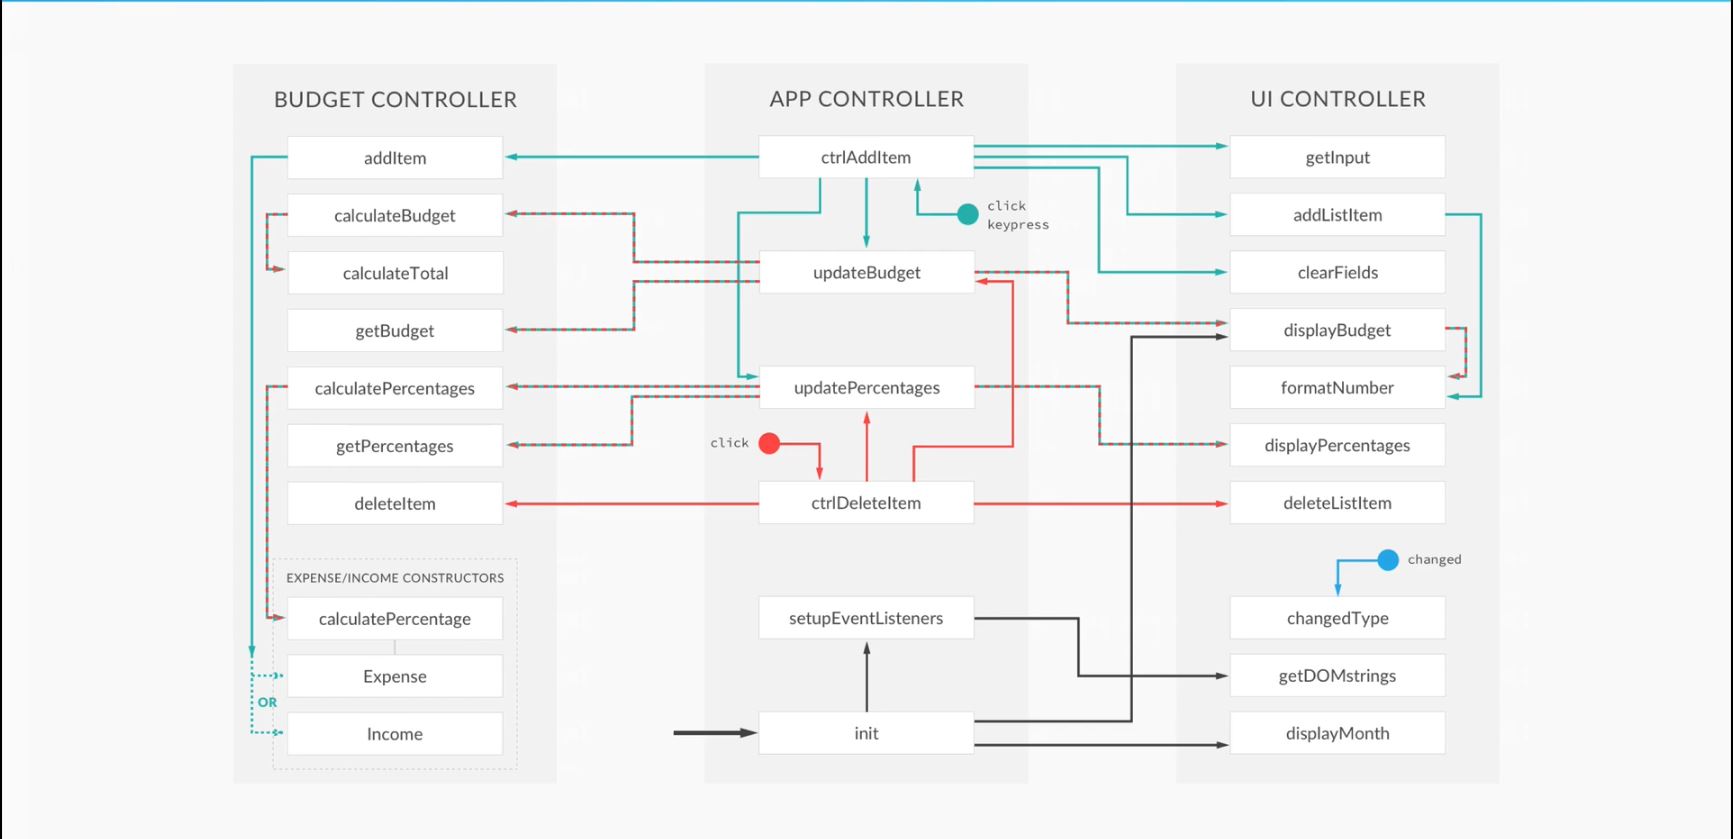 BUDGET CONTROLLER
addItem
calculateBudget
calculateTotal
getBudget
calculatePercentages
getPercentages
deleteItem
EXPENSE/INCOME CONSTRUCTORS
calculatePercentage
Expense
OR
Income
APP CONTROLLER
ctrlAddItem
click
keypress
updateBudget
updatePercentages
click
ctrlDeleteItem
setupEventListeners
init
UI CONTROLLER
getInput
addListItem
clearFields
displayBudget
formatNumber
displayPercentages
deleteListItem
changed
changedType
getDOMstrings
displayMonth